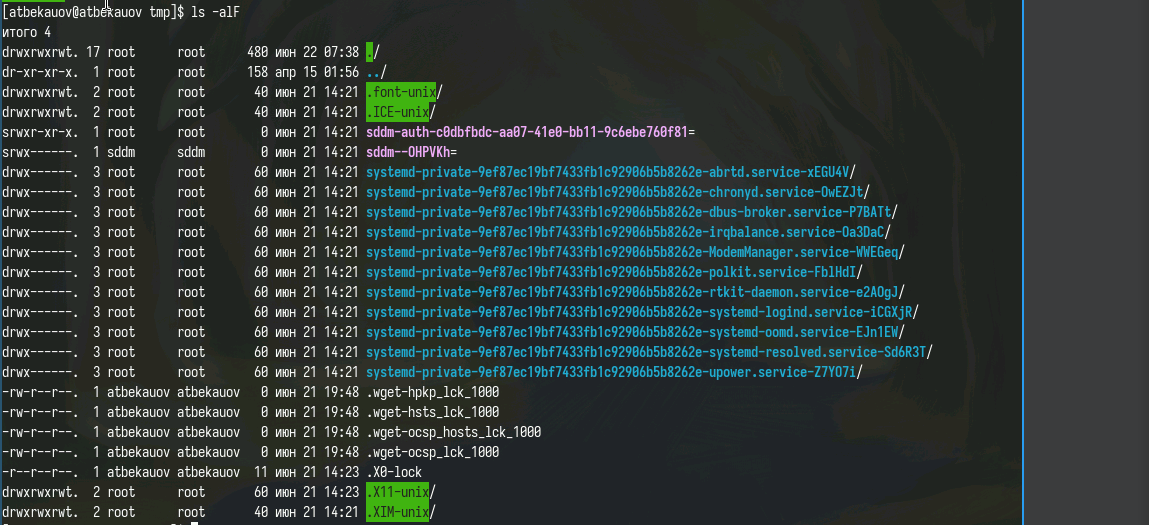 [atbekauov@atbekauov tmp]$ ls -alF
итого 4
drwxrwxrwt. 17 root root 480 июн 22 07:38 ./
dr-xr-xr-x. 1 root root 158 апр 15 01:56 ../
drwxrwxrwt. 2 root root 40 июн 21 14:21 .font-unix/
drwxrwxrwt. 2 root root 40 июн 21 14:21 .ICE-unix/
srwxr-xr-x. 1 root root 0 июн 21 14:21 sddm-auth-c0dbfbdc-aa07-41e0-bb11-9c6ebe760f81=
srwx------. 1 sddm sddm 0 июн 21 14:21 sddm--OHPVKh=
drwx------. 3 root root 60 июн 21 14:21 systemd-private-9ef87ec19bf7433fb1c92906b5b8262e-abrtd.service-xEGU4V/
drwx------. 3 root root 60 июн 21 14:21 systemd-private-9ef87ec19bf7433fb1c92906b5b8262e-chronyd.service-OwEZJt/
drwx------. 3 root root 60 июн 21 14:21 systemd-private-9ef87ec19bf7433fb1c92906b5b8262e-dbus-broker.service-P7BATt/
drwx------. 3 root root 60 июн 21 14:21 systemd-private-9ef87ec19bf7433fb1c92906b5b8262e-irqbalance.service-Oa3DaC/
drwx------. 3 root root 60 июн 21 14:21 systemd-private-9ef87ec19bf7433fb1c92906b5b8262e-ModemManager.service-WWEGeq/
drwx------. 3 root root 60 июн 21 14:21 systemd-private-9ef87ec19bf7433fb1c92906b5b8262e-polkit.service-FblHdI/
drwx------. 3 root root 60 июн 21 14:21 systemd-private-9ef87ec19bf7433fb1c92906b5b8262e-rtkit-daemon.service-e2AOgJ/
drwx------. 3 root root 60 июн 21 14:21 systemd-private-9ef87ec19bf7433fb1c92906b5b8262e-systemd-logind.service-iCGXjR/
drwx------. 3 root root 60 июн 21 14:21 systemd-private-9ef87ec19bf7433fb1c92906b5b8262e-systemd-oomd.service-EJn1EW/
drwx------. 3 root root 60 июн 21 14:21 systemd-private-9ef87ec19bf7433fb1c92906b5b8262e-systemd-resolved.service-Sd6R3T/
drwx------. 3 root root 60 июн 21 14:21 systemd-private-9ef87ec19bf7433fb1c92906b5b8262e-upower.service-Z7YO7i/
-rw-r--r--. 1 atbekauov atbekauov 0 июн 21 19:48 .wget-hpkp_lck_1000
-rw-r--r--. 1 atbekauov atbekauov 0 июн 21 19:48 .wget-hsts_lck_1000
-rw-r--r--. 1 atbekauov atbekauov 0 июн 21 19:48 .wget-ocsp_hosts_lck_1000
-rw-r--r--. 1 atbekauov atbekauov 0 июн 21 19:48 .wget-ocsp_lck_1000
-r--r--r--. 1 atbekauov atbekauov 11 июн 21 14:23 .X0-lock
drwxrwxrwt. 2 root root 60 июн 21 14:23 .X11-unix/
drwxrwxrwt. 2 root root 40 июн 21 14:21 .XIM-unix/